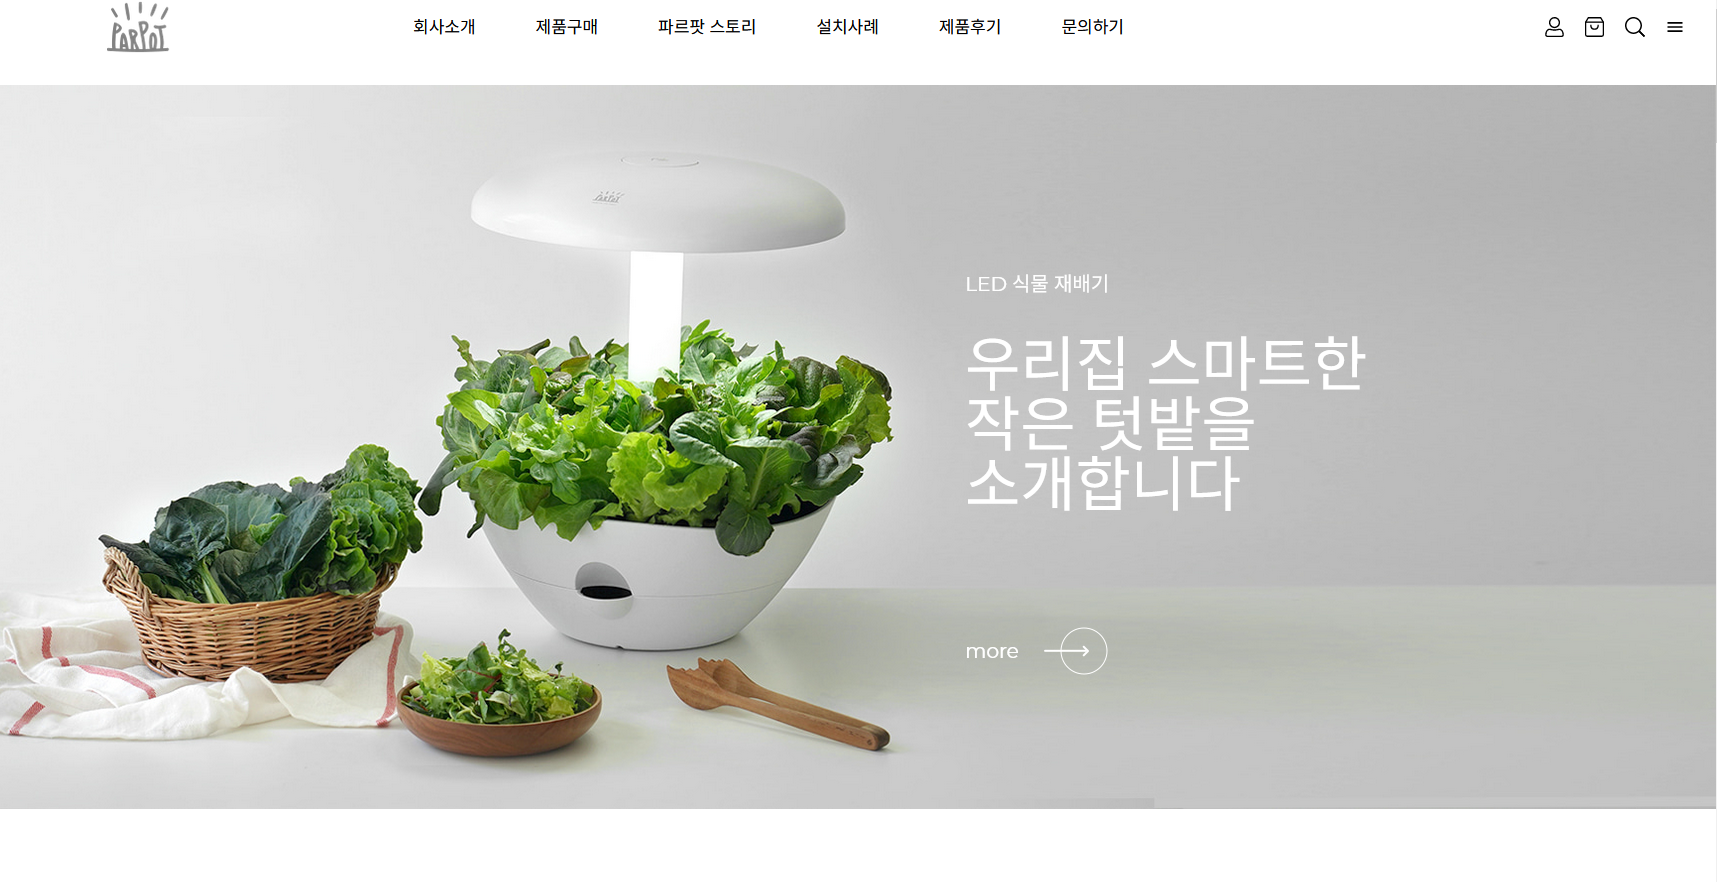 PARPOT
회사소개
제품구매
파르팟 스토리
설치사례
제품후기
문의하기
PARPOT
LED 식물 재배기
우리집 스마트한
작은 텃밭을
소개합니다
more